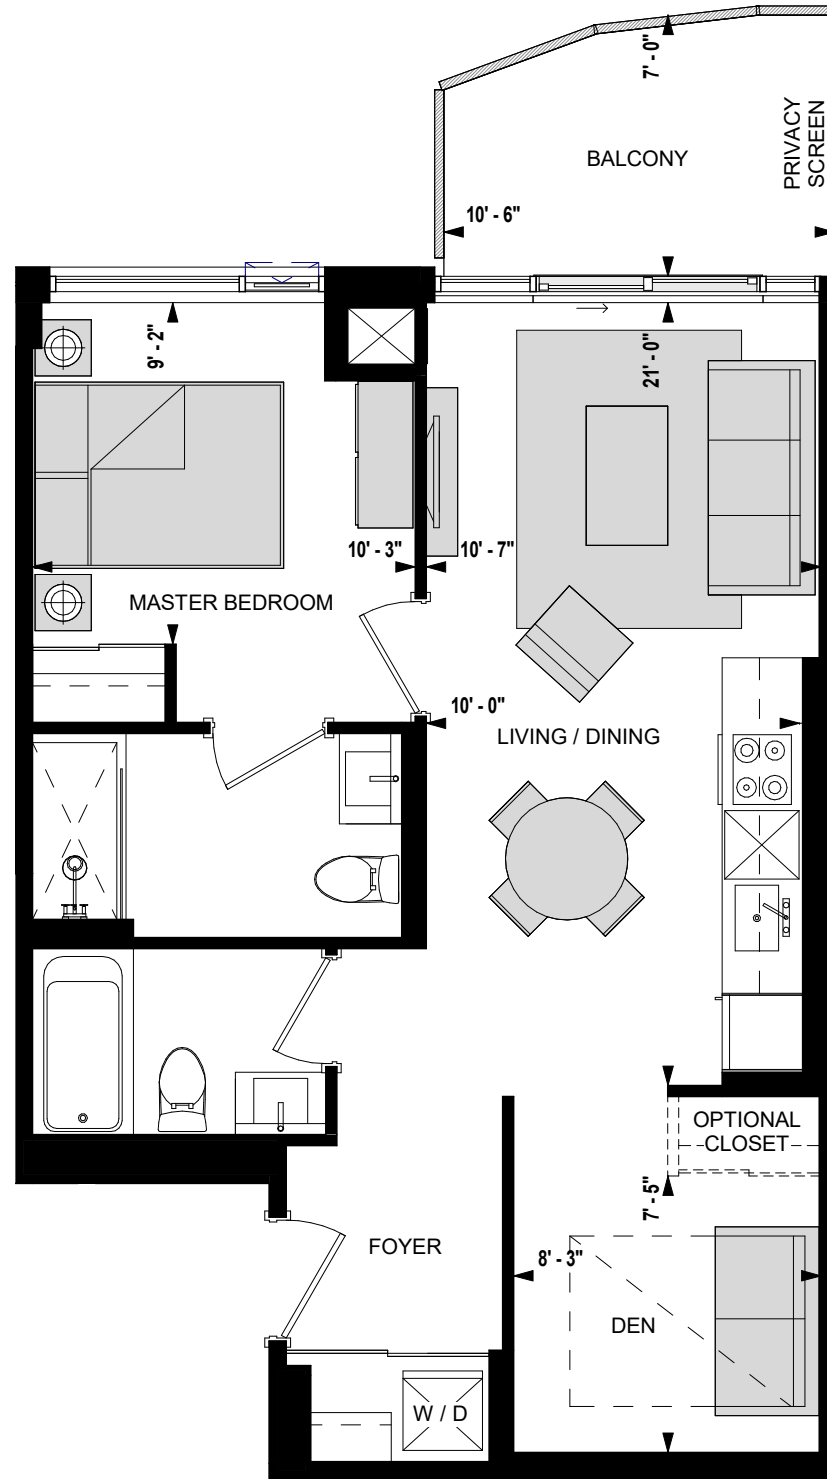 7' - 0"
PRIVACY
SCREEN
BALCONY
10' - 6"
9' - 2"
21' - 0"
10' - 3"
10' - 7"
MASTER BEDROOM
10' - 0"
LIVING / DINING
OPTIONAL
CLOSET
7' - 5"
FOYER
8' - 3"
DEN
W / D